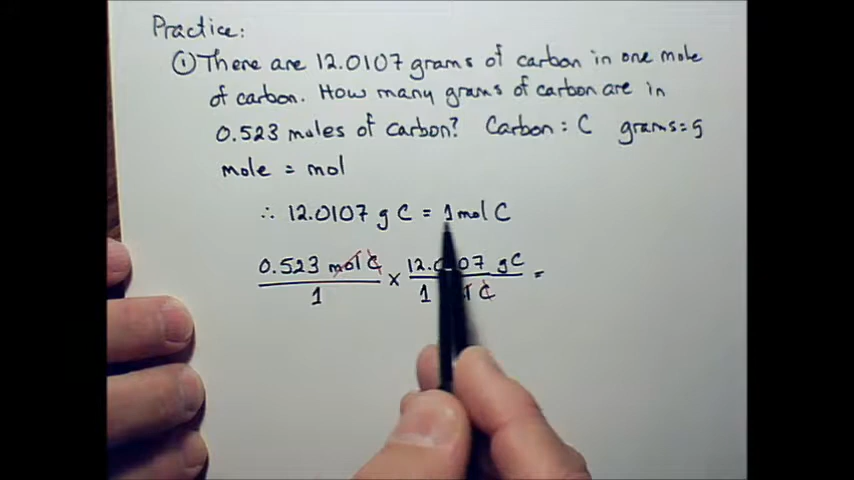 Practice:
① There are 12.0107 grams of carbon in one mole
of carbon. How many grams of carbon are in
0.523 moles of carbon? Carbon = C grams = g
mole = mol
∴ 12.0107 g C = 1 mol C
0.523 mol C × 12. 07 g C =
1 1 C